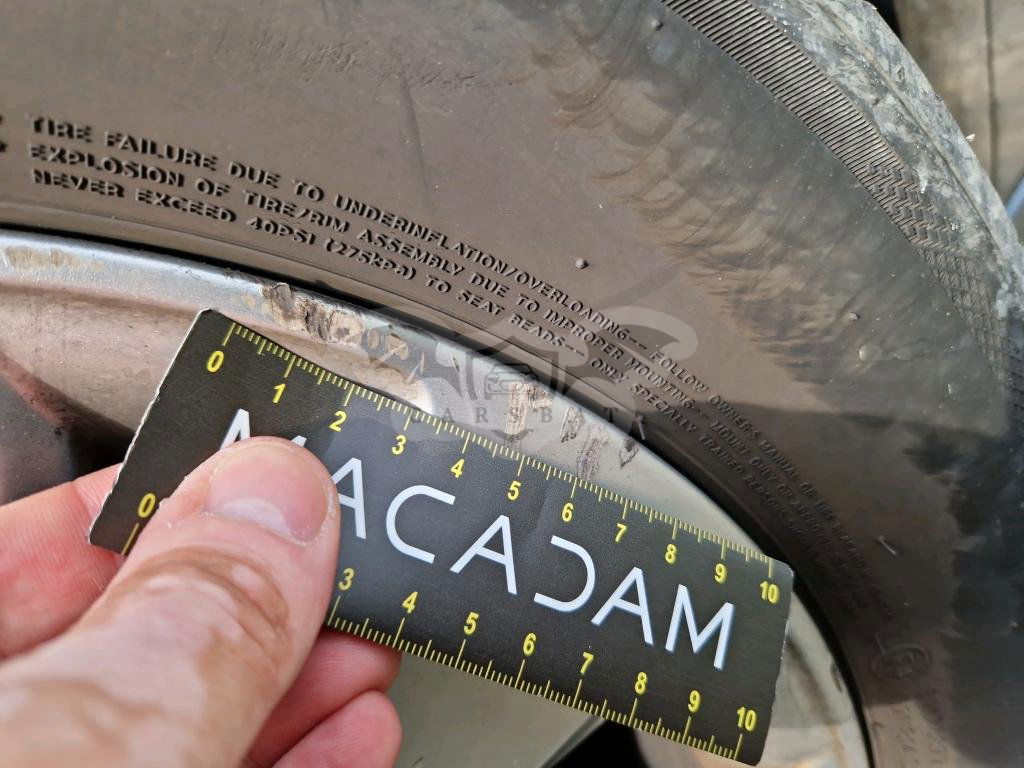 TIRE FAILURE DUE TO UNDERINFLATION/OVERLOADING-- FOLLOW OWNER'S MANUAL OR
EXPLOSION OF TIRE/RIM ASSEMBLY DUE TO IMPROPER MOUNTING--
NEVER EXCEED 40PSI (275kPa) TO SEAT BEADS-- ONLY SPECIALLY TRAINED
CARSBAT
0 1 2 3 4 5 6 7 8 9 10
MACADAM
0 3 4 5 6 7 8 9 10